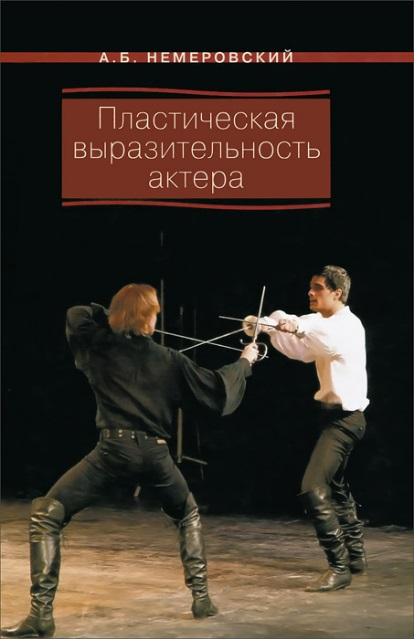 А.Б. НЕМЕРОВСКИЙ
Пластическая
выразительность
актера